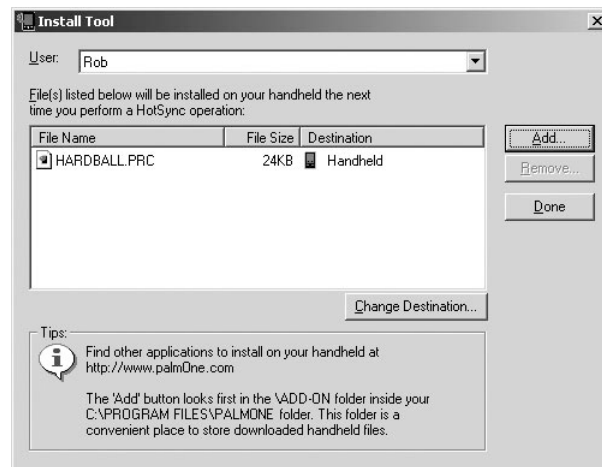 Install Tool
User: Rob
File(s) listed below will be installed on your handheld the next
time you perform a HotSync operation:
File Name File Size Destination
HARDBALL.PRC 24KB Handheld
Add...
Remove...
Done
Change Destination...
Tips:
Find other applications to install on your handheld at
http://www.palmOne.com
The 'Add' button looks first in the \ADD-ON folder inside your
C:\PROGRAM FILES\PALMONE folder. This folder is a
convenient place to store downloaded handheld files.